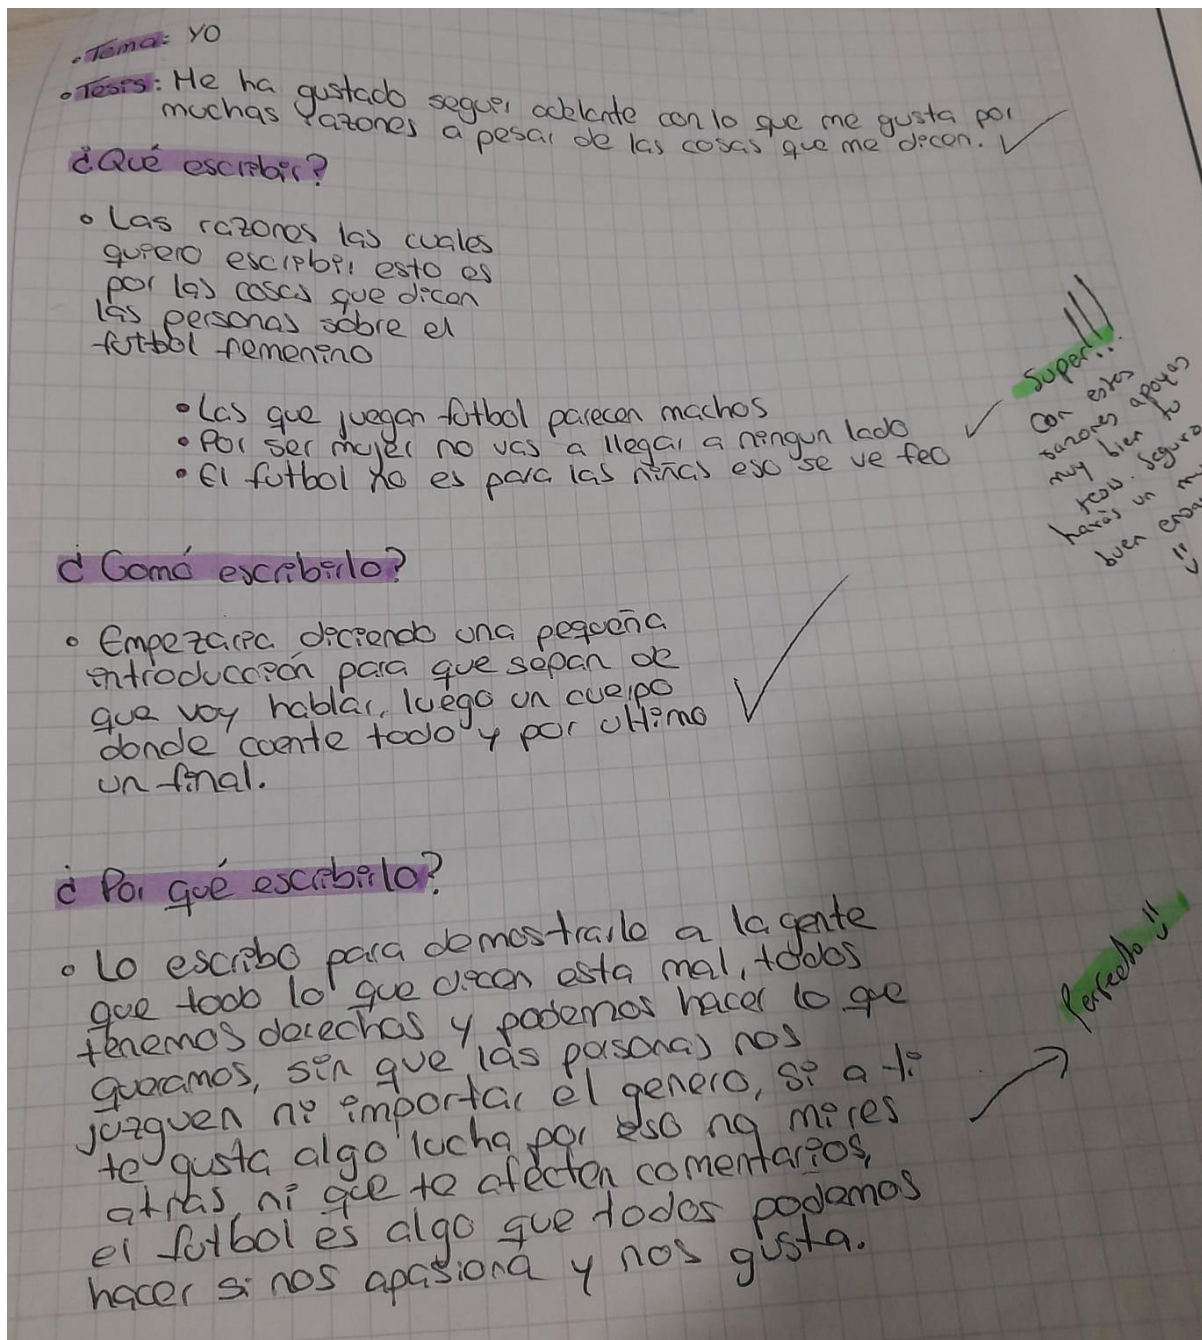 • Tema: YO
• Tesis: He ha gustado seguir adelante con lo que me gusta por
muchas razones a pesar de las cosas que me dicen.
¿Qué escribir?
• Las razones las cuales
quiero escribir esto es
por las cosas que dicen
las personas sobre el
futbol femenino
• Las que juegan futbol parecen machos
• Por ser mujer no vas a llegar a ningun lado
• El futbol no es para las niñas eso se ve feo
Super!!!
Con estas
razones apoyas
muy bien tu
tesis. Seguro
harás un
buen
¿Comó escribirlo?
• Empezaria diciendo una pequeña
introducción para que sepan de
que voy hablar, luego un cuerpo
donde cuente todo y por ultimo
un final.
¿Por qué escribirlo?
• Lo escribo para demostrarle a la gente
que todo lo que dicen esta mal, todos
tenemos derechos y podemos hacer lo que
queramos, sin que las personas nos
juzguen ni importar el genero, si a ti
te gusta algo lucha por eso no mires
atras, ni que te afecten comentarios,
el futbol es algo que todos podemos
hacer si nos apasiona y nos gusta.
Perfecto